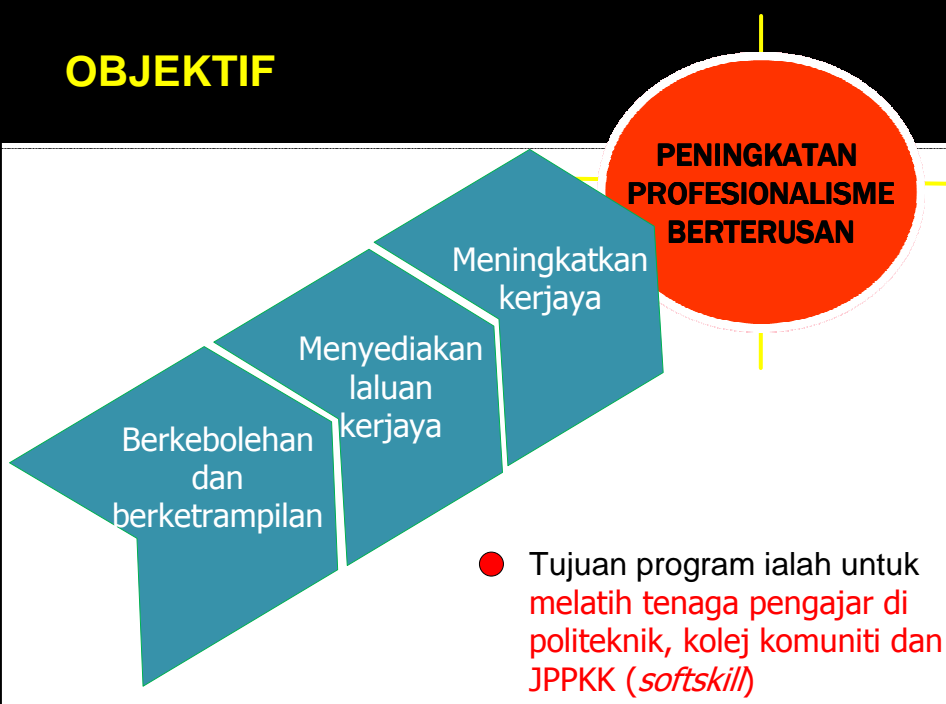 OBJEKTIF
PENINGKATAN
PROFESIONALISME
BERTERUSAN
Meningkatkan
kerjaya
Menyediakan
laluan
kerjaya
Berkebolehan
dan
berketrampilan
Tujuan program ialah untuk
melatih tenaga pengajar di
politeknik, kolej komuniti dan
JPPKK (softskill)